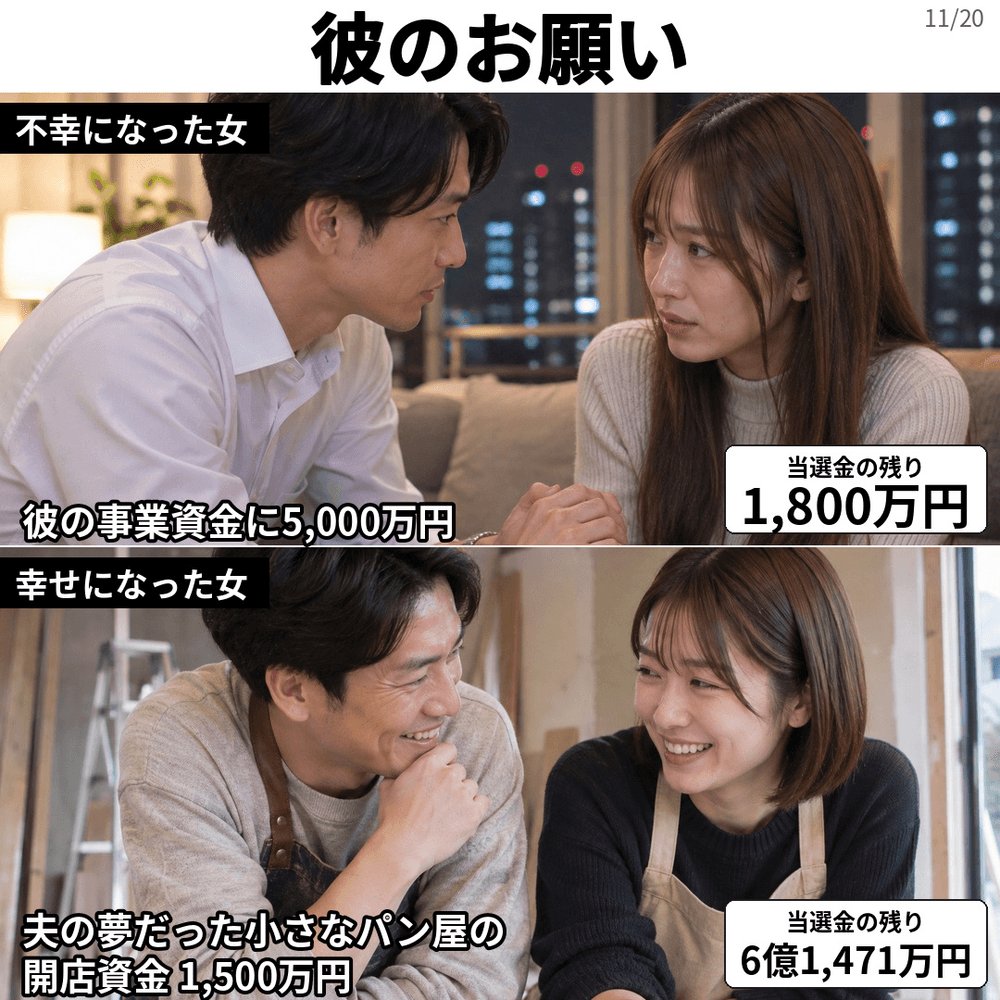 彼のお願い
11/20
不幸になった女
彼の事業資金に5,000万円
当選金の残り
1,800万円
幸せになった女
夫の夢だった小さなパン屋の
開店資金 1,500万円
当選金の残り
6億1,471万円